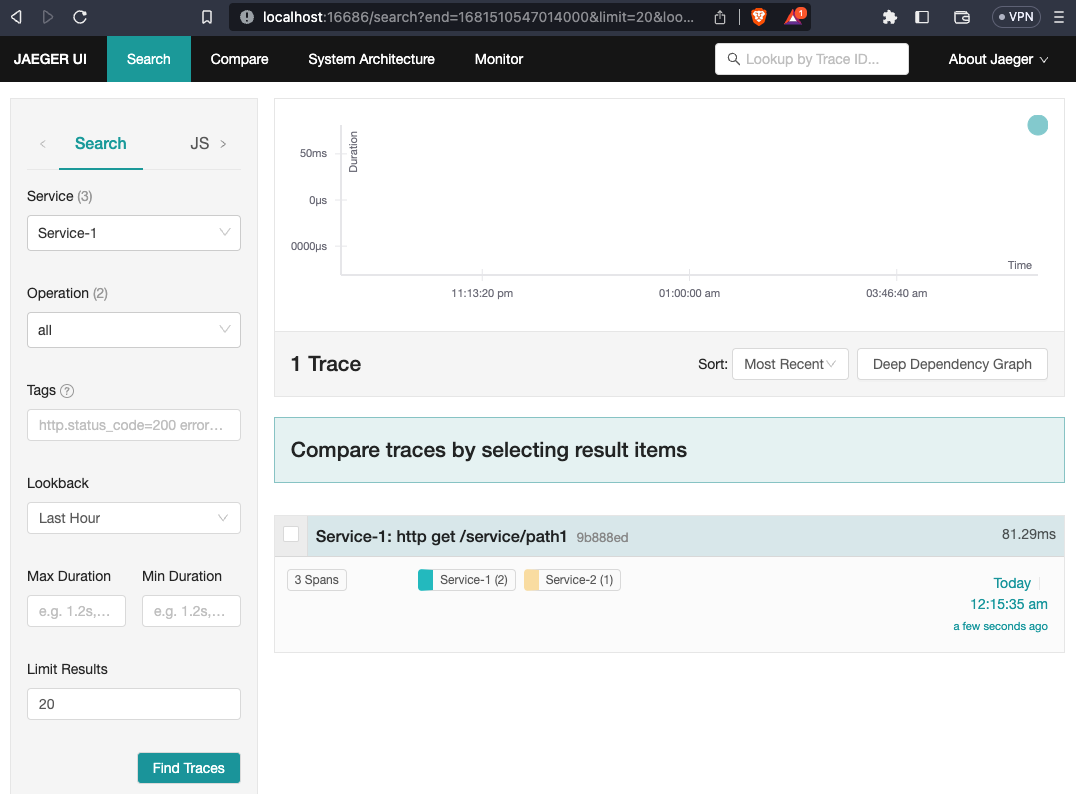 localhost:16686/search?end=1681510547014000&limit=20&loo...
1
VPN
JAEGER UI
Search
Compare
System Architecture
Monitor
Lookup by Trace ID...
About Jaeger
Search
JS
Service (3)
Service-1
Operation (2)
all
Tags ?
http.status_code=200 error...
Lookback
Last Hour
Max Duration
Min Duration
e.g. 1.2s,...
e.g. 1.2s,...
Limit Results
20
Find Traces
Duration
50ms
0μs
0000μs
Time
11:13:20 pm
01:00:00 am
03:46:40 am
1 Trace
Sort:
Most Recent
Deep Dependency Graph
Compare traces by selecting result items
Service-1: http get /service/path1 9b888ed
81.29ms
3 Spans
Service-1 (2)
Service-2 (1)
Today
12:15:35 am
a few seconds ago